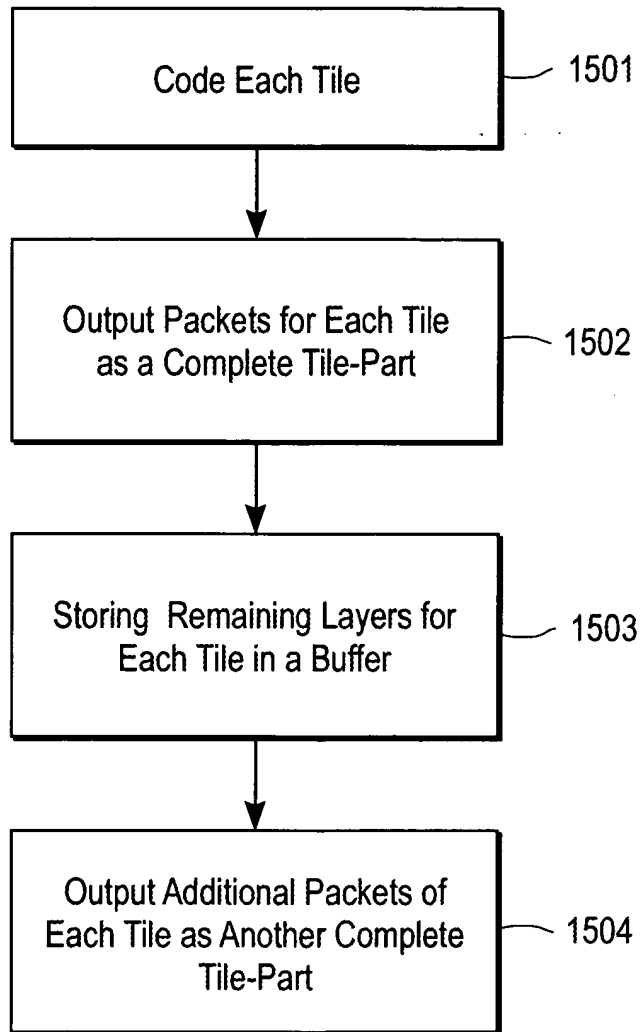 Code Each Tile
1501
Output Packets for Each Tile
as a Complete Tile-Part
1502
Storing Remaining Layers for
Each Tile in a Buffer
1503
Output Additional Packets of
Each Tile as Another Complete
Tile-Part
1504